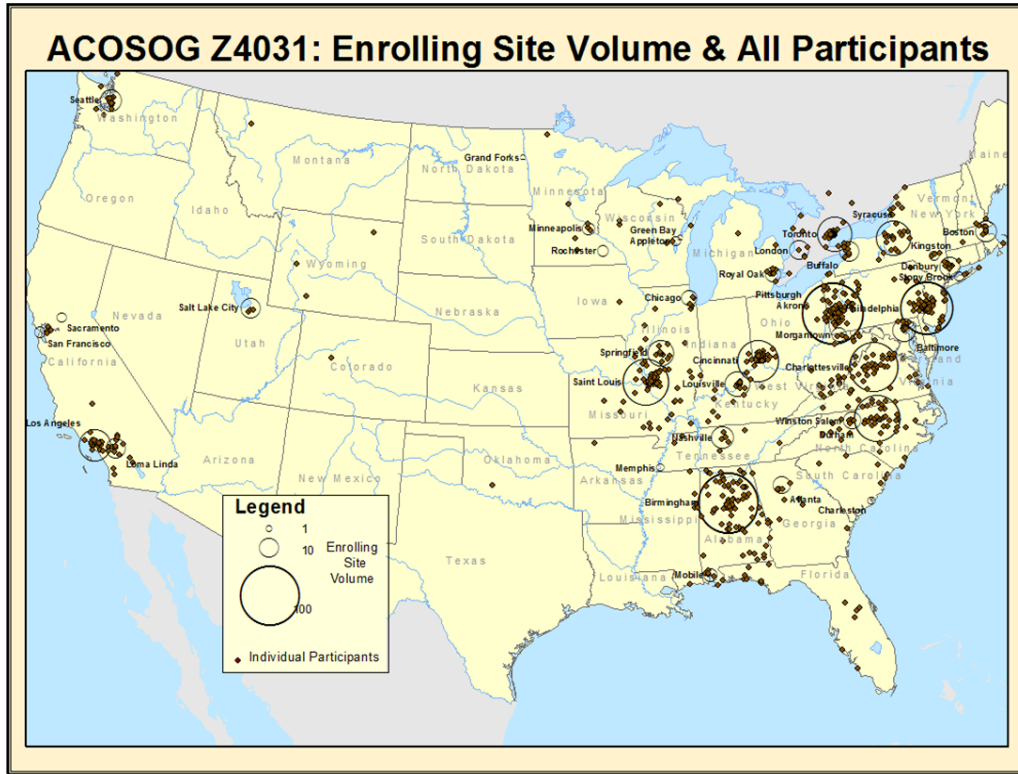 ACOSOG Z4031: Enrolling Site Volume & All Participants
Seattle
Washington
Montana
Grand Forks
North Dakota
Maine
Oregon
Idaho
Minnesota
Minneapolis
Wisconsin
Green Bay
Appleton
Rochester
South Dakota
Michigan
Vermont
Syracuse
New York
Toronto
Boston
London
Kingston
Buffalo
Danbury
Stony Brook
Royal Oak
Wyoming
Salt Lake City
Nebraska
Iowa
Chicago
Pittsburgh
Akron
Ohio
Morgantown
Sacramento
San Francisco
Nevada
California
Utah
Colorado
Kansas
Illinois
Indiana
Springfield
Cincinnati
Baltimore
Charlottesville
Saint Louis
Louisville
West Virginia
Virginia
Missouri
Kentucky
Los Angeles
Loma Linda
Arizona
New Mexico
Oklahoma
Arkansas
Nashville
Tennessee
Memphis
Winston Salem
Durham
North Carolina
South Carolina
Birmingham
Mississippi
Alabama
Atlanta
Georgia
Charleston
Texas
Louisiana
Mobile
Florida
Legend
1
10
Enrolling
Site
Volume
100
Individual Participants